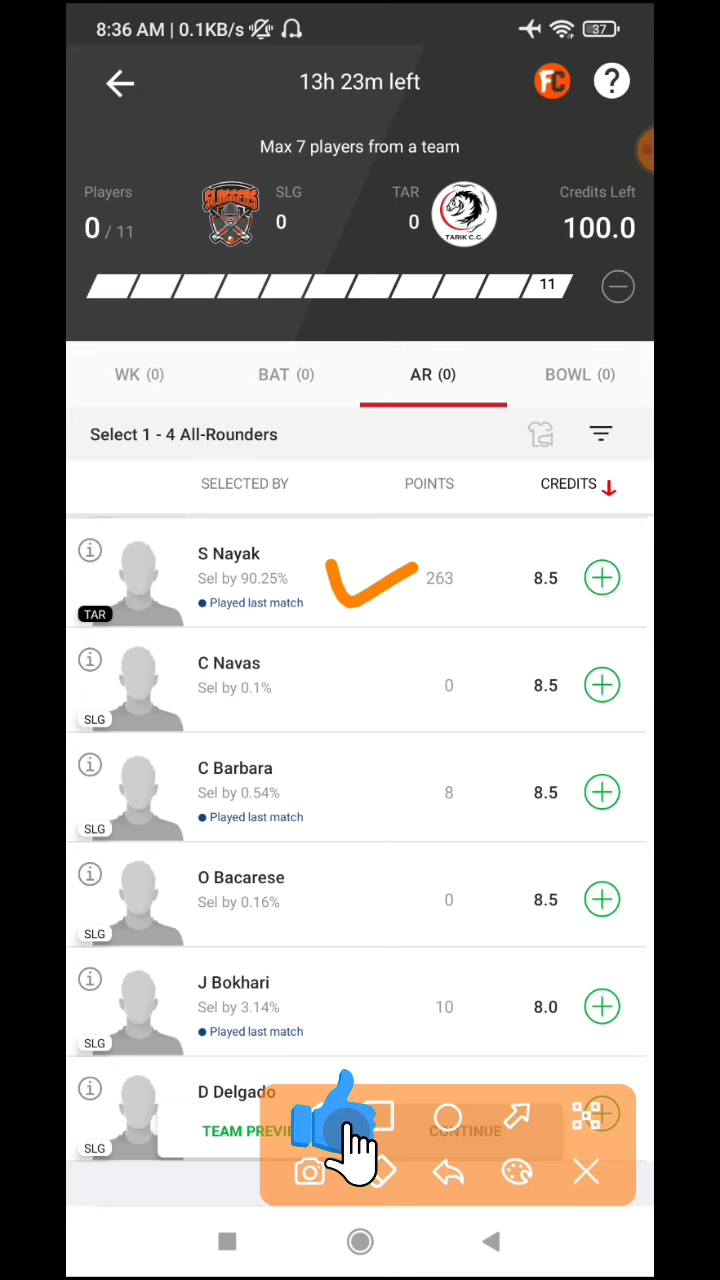 8:36 AM | 0.1KB/s
37
13h 23m left
FC
?
Max 7 players from a team
Players
SLG
TAR
Credits Left
0 / 11
SLOGGERS
0
0
TARIK C.C.
100.0
11
WK (0)
BAT (0)
AR (0)
BOWL (0)
Select 1 - 4 All-Rounders
SELECTED BY
POINTS
CREDITS
S Nayak
Sel by 90.25%
263
8.5
Played last match
TAR
C Navas
Sel by 0.1%
0
8.5
SLG
C Barbara
Sel by 0.54%
8
8.5
Played last match
SLG
O Bacarese
Sel by 0.16%
0
8.5
SLG
J Bokhari
Sel by 3.14%
10
8.0
Played last match
SLG
D Delgado
TEAM PREVIE
CONTINUE
SLG